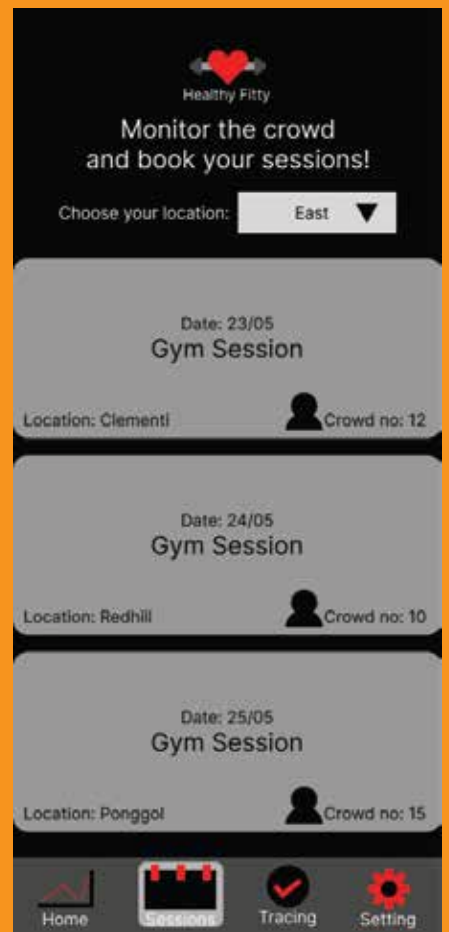 Healthy Fitty
Monitor the crowd
and book your sessions!
Choose your location: East
Date: 23/05
Gym Session
Location: Clementi Crowd no: 12
Date: 24/05
Gym Session
Location: Redhill Crowd no: 10
Date: 25/05
Gym Session
Location: Ponggol Crowd no: 15
Home Sessions Tracing Setting